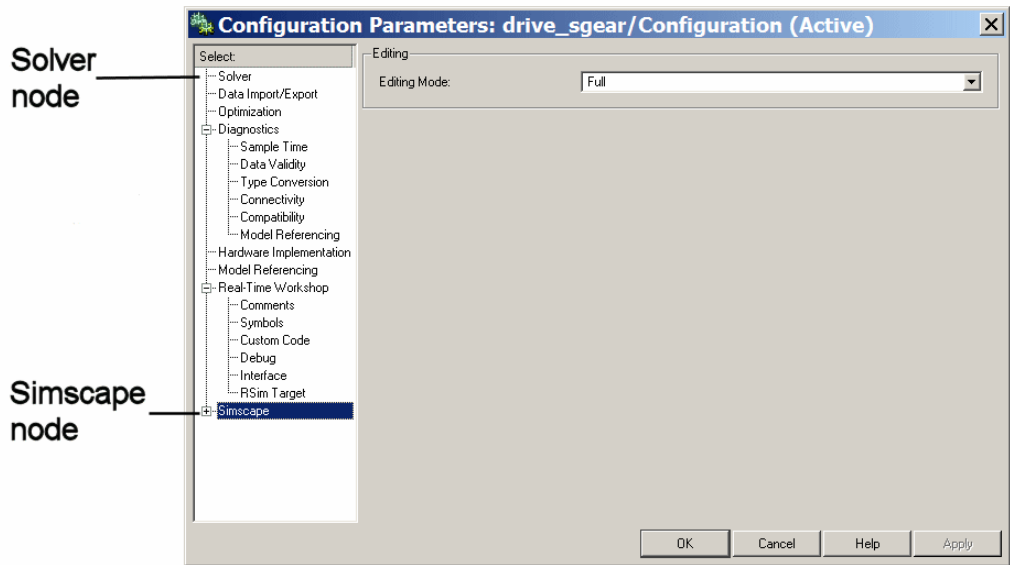 Configuration Parameters: drive_sgear/Configuration (Active)
Solver
node
Simscape
node
Select:
Solver
Data Import/Export
Optimization
Diagnostics
Sample Time
Data Validity
Type Conversion
Connectivity
Compatibility
Model Referencing
Hardware Implementation
Model Referencing
Real-Time Workshop
Comments
Symbols
Custom Code
Debug
Interface
RSim Target
Simscape
Editing
Editing Mode: Full
OK Cancel Help Apply